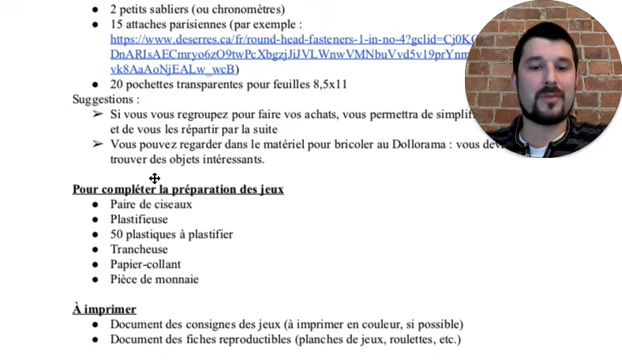 ● 2 petits sabliers (ou chronomètres)
● 15 attaches parisiennes (par exemple :
https://www.deserres.ca/fr/round-head-fasteners-1-in-no-4?gclid=Cj0K
DnARIsAECmryo6zO9twPcXbgzjJiJVLWnwVMNbuVvd5v19prYnm
vk8AaAoNjEALw_wcB)
● 20 pochettes transparentes pour feuilles 8,5x11
Suggestions :
➢ Si vous vous regroupez pour faire vos achats, vous permettra de simplif
et de vous les répartir par la suite
➢ Vous pouvez regarder dans le matériel pour bricoler au Dollorama : vous
trouver des objets intéressants.
Pour compléter la préparation des jeux
● Paire de ciseaux
● Plastifieuse
● 50 plastiques à plastifier
● Trancheuse
● Papier-collant
● Pièce de monnaie
À imprimer
● Document des consignes des jeux (à imprimer en couleur, si possible)
● Document des fiches reproductibles (planches de jeux, roulettes, etc.)